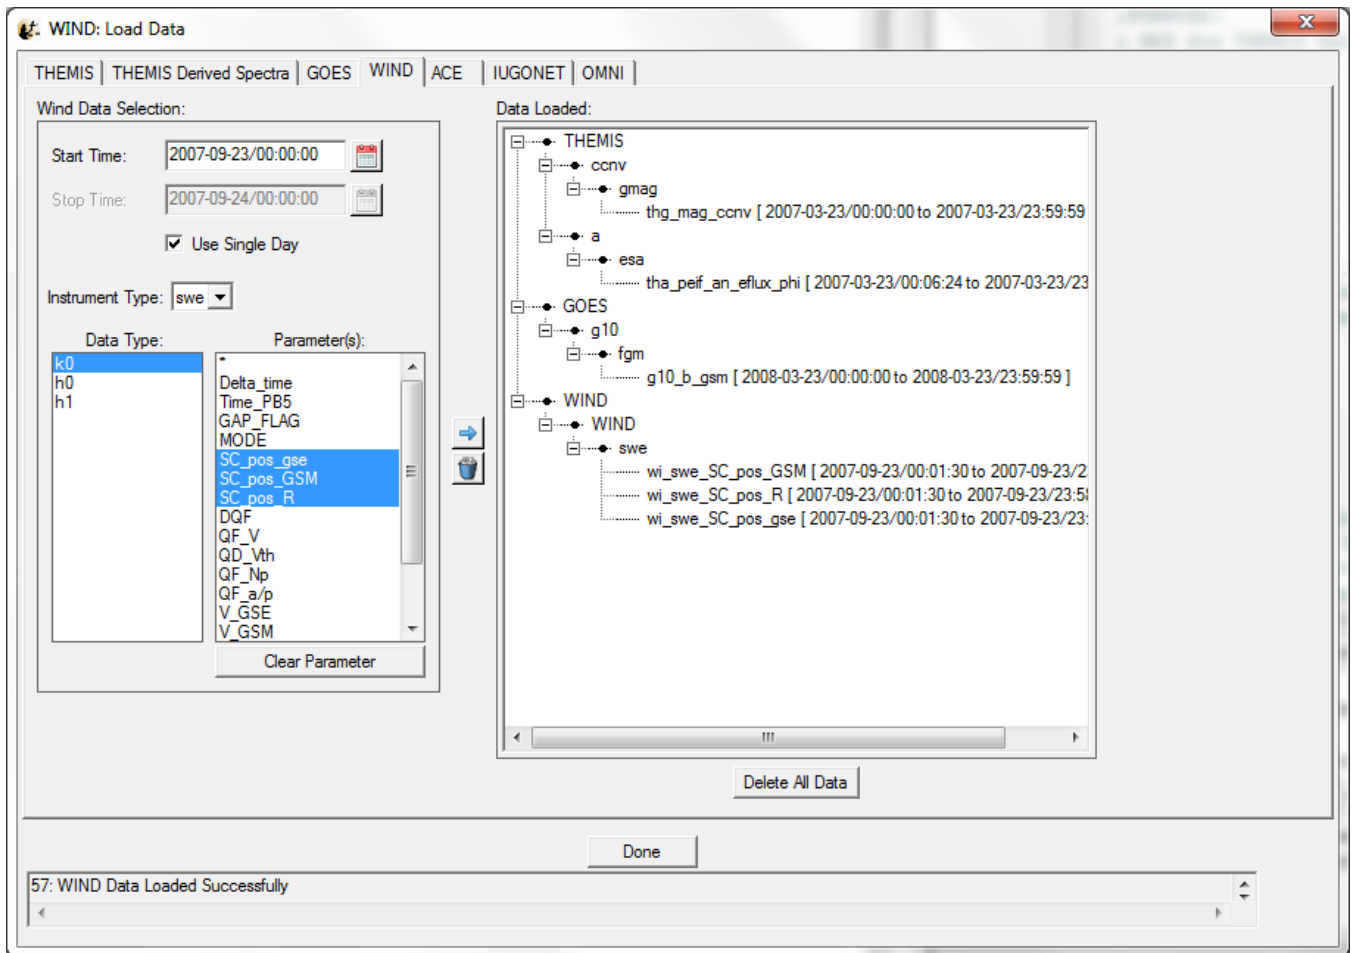 WIND: Load Data
THEMIS THEMIS Derived Spectra GOES WIND ACE IUGONET OMNI
Wind Data Selection:
Start Time: 2007-09-23/00:00:00
Stop Time: 2007-09-24/00:00:00
Use Single Day
Instrument Type: swe
Data Type:
k0
h0
h1
Parameter(s):
*
Delta_time
Time_PB5
GAP_FLAG
MODE
SC_pos_gse
SC_pos_GSM
SC_pos_R
DQF
QF_V
QD_Vth
QF_Np
QF_a/p
V_GSE
V_GSM
Clear Parameter
Data Loaded:
THEMIS
ccnv
gmag
thg_mag_ccnv [ 2007-03-23/00:00:00 to 2007-03-23/23:59:59
a
esa
tha_peif_an_eflux_phi [ 2007-03-23/00:06:24 to 2007-03-23/23
GOES
g10
fgm
g10_b_gsm [ 2008-03-23/00:00:00 to 2008-03-23/23:59:59 ]
WIND
WIND
swe
wi_swe_SC_pos_GSM [ 2007-09-23/00:01:30 to 2007-09-23/2
wi_swe_SC_pos_R [ 2007-09-23/00:01:30 to 2007-09-23/23:5
wi_swe_SC_pos_gse [ 2007-09-23/00:01:30 to 2007-09-23/23:
Delete All Data
Done
57: WIND Data Loaded Successfully